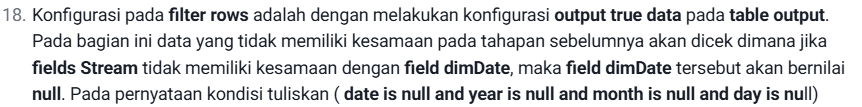 18. Konfigurasi pada filter rows adalah dengan melakukan konfigurasi output true data pada table output.
Pada bagian ini data yang tidak memiliki kesamaan pada tahapan sebelumnya akan dicek dimana jika
fields Stream tidak memiliki kesamaan dengan field dimDate, maka field dimDate tersebut akan bernilai
null. Pada pernyataan kondisi tuliskan ( date is null and year is null and month is null and day is null)